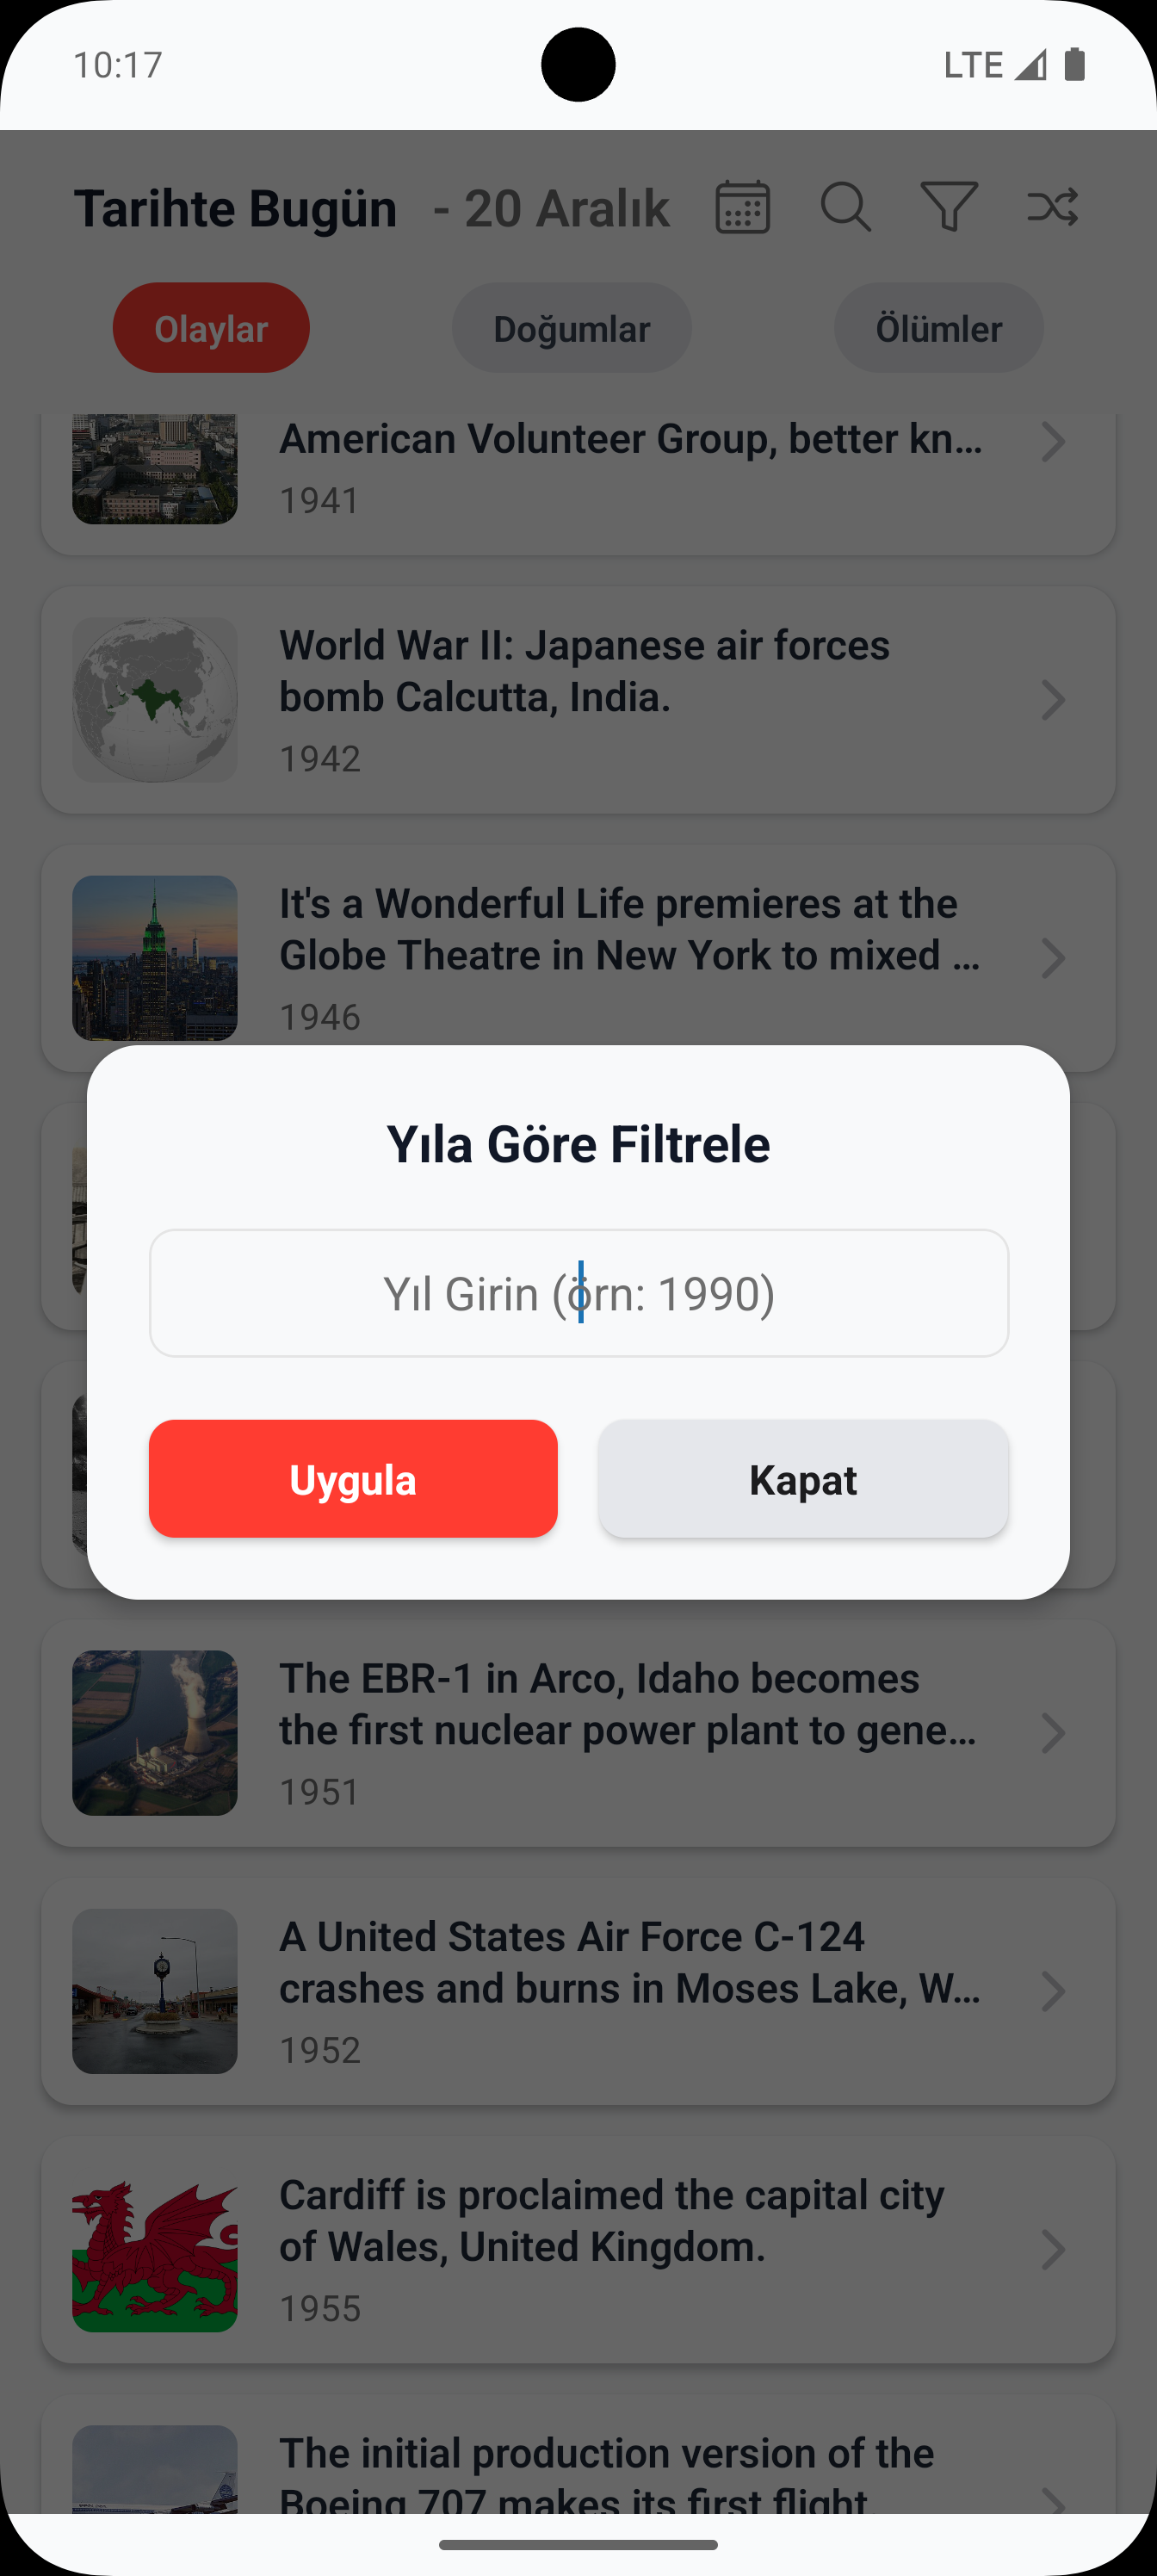 10:17
LTE
Tarihte Bugün - 20 Aralık
Olaylar
Doğumlar
Ölümler
American Volunteer Group, better kn...
1941
World War II: Japanese air forces
bomb Calcutta, India.
1942
It's a Wonderful Life premieres at the
Globe Theatre in New York to mixed ...
1946
Yıla Göre Filtrele
Yıl Girin (örn: 1990)
Uygula
Kapat
The EBR-1 in Arco, Idaho becomes
the first nuclear power plant to gene...
1951
A United States Air Force C-124
crashes and burns in Moses Lake, W...
1952
Cardiff is proclaimed the capital city
of Wales, United Kingdom.
1955
The initial production version of the
Boeing 707 makes its first flight